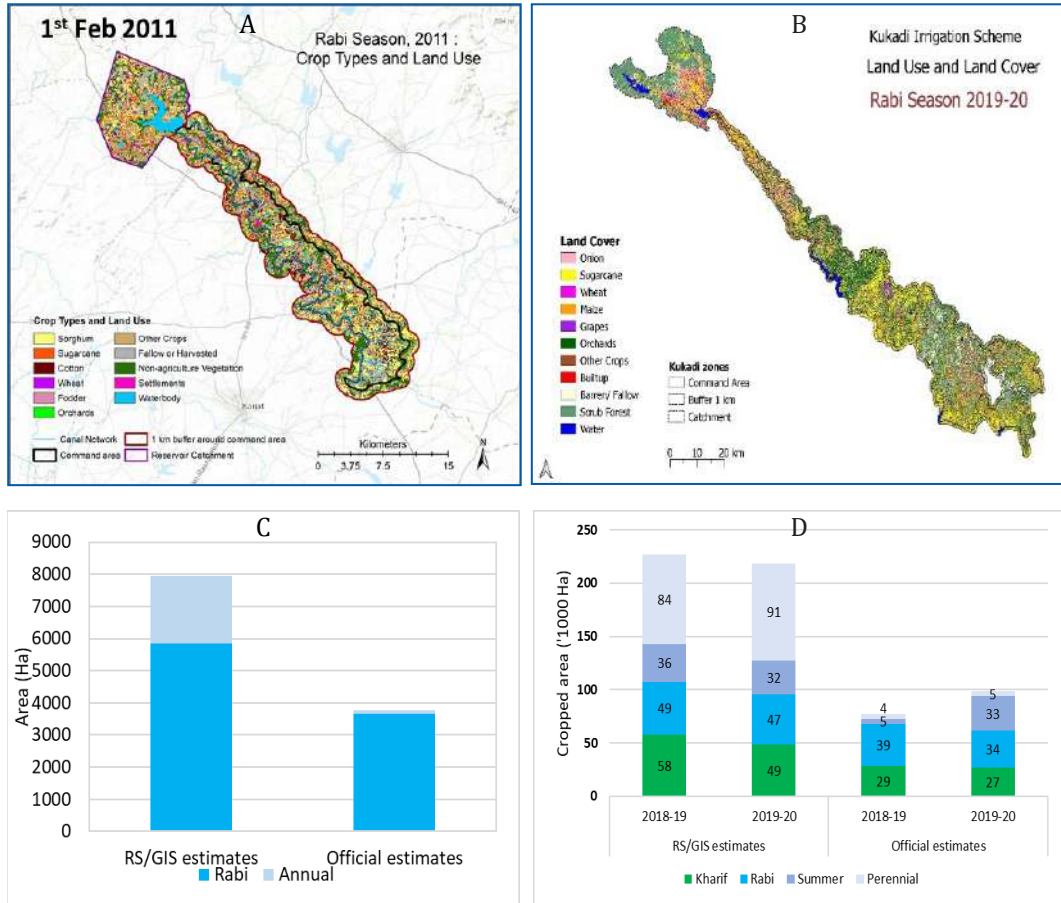 A
1st Feb 2011
Rabi Season, 2011 :
Crop Types and Land Use
Crop Types and Land Use
Sorghum
Sugarcane
Cotton
Wheat
Fodder
Orchards
Other Crops
Fallow or Harvested
Non-agriculture Vegetation
Settlements
Waterbody
Canal Network
Command area
1 km buffer around command area
Reservoir Catchment
Kilometers
0 3.75 7.5 15
N
B
Kukadi Irrigation Scheme
Land Use and Land Cover
Rabi Season 2019-20
Land Cover
Onion
Sugarcane
Wheat
Maize
Grapes
Orchards
Other Crops
Builtup
Barren/ Fallow
Scrub Forest
Water
Kukadi zones
Command Area
Buffer 1 km
Catchment
0 10 20 km
C
Area (Ha)
9000
8000
7000
6000
5000
4000
3000
2000
1000
0
RS/GIS estimates Official estimates
Rabi Annual
D
Cropped area ('1000 Ha)
250
200
150
100
50
0
84
36
49
58
91
32
47
49
4
5
39
29
5
33
34
27
2018-19 2019-20 2018-19 2019-20
RS/GIS estimates Official estimates
Kharif Rabi Summer Perennial